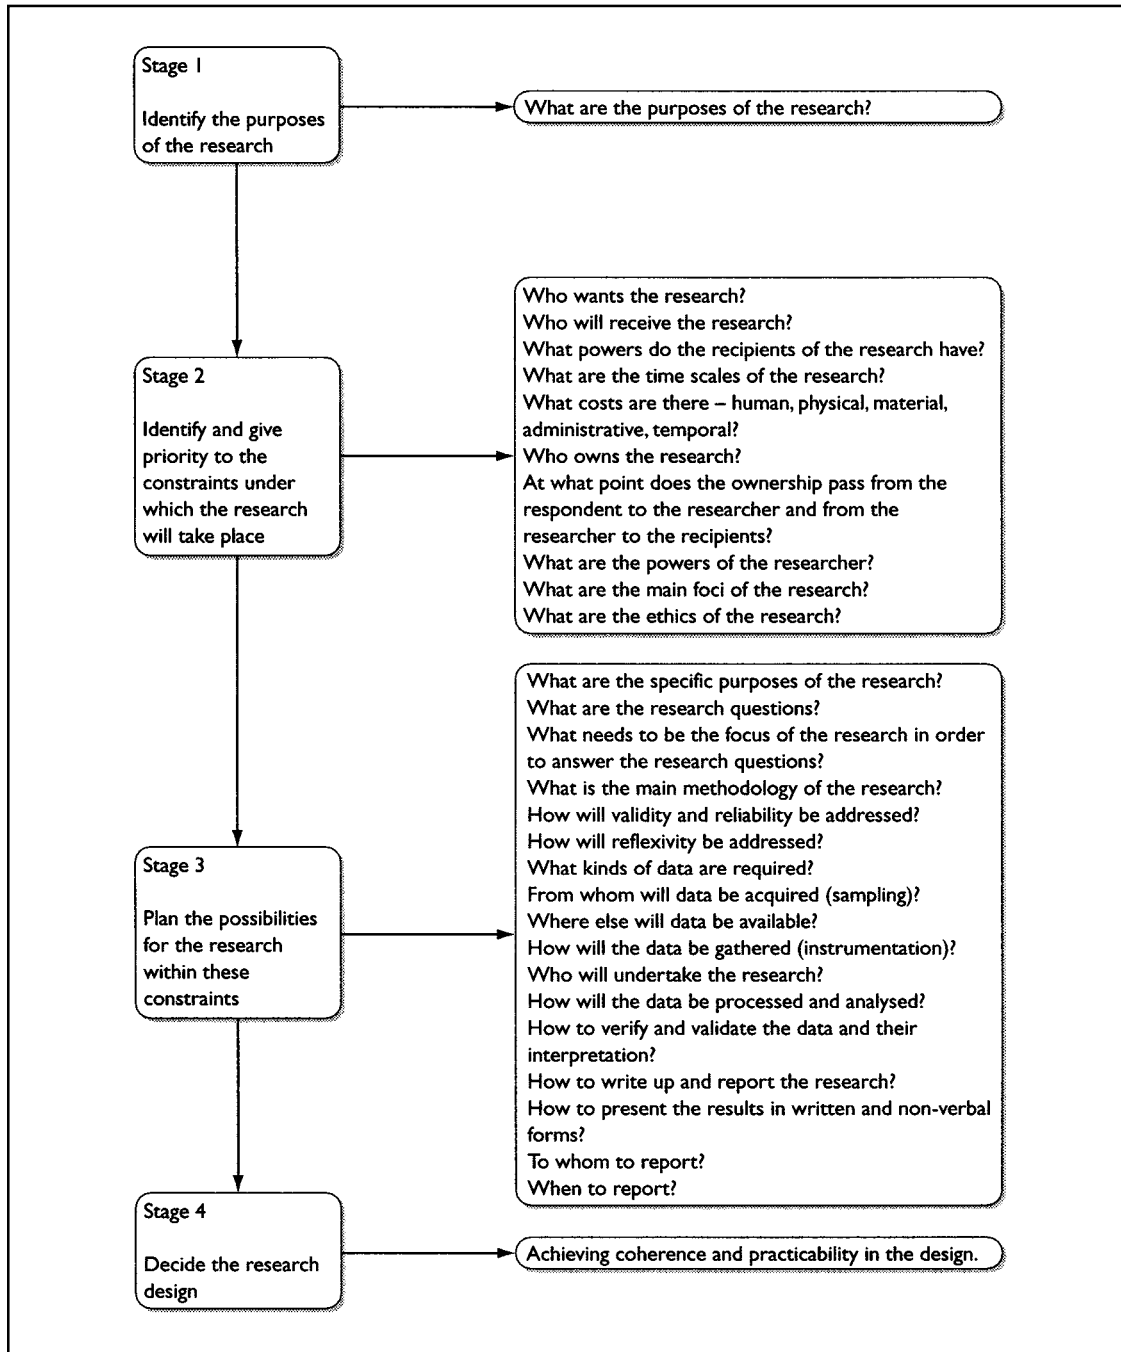 Stage 1
Identify the purposes
of the research
What are the purposes of the research?
Stage 2
Identify and give
priority to the
constraints under
which the research
will take place
Who wants the research?
Who will receive the research?
What powers do the recipients of the research have?
What are the time scales of the research?
What costs are there – human, physical, material,
administrative, temporal?
Who owns the research?
At what point does the ownership pass from the
respondent to the researcher and from the
researcher to the recipients?
What are the powers of the researcher?
What are the main foci of the research?
What are the ethics of the research?
Stage 3
Plan the possibilities
for the research
within these
constraints
What are the specific purposes of the research?
What are the research questions?
What needs to be the focus of the research in order
to answer the research questions?
What is the main methodology of the research?
How will validity and reliability be addressed?
How will reflexivity be addressed?
What kinds of data are required?
From whom will data be acquired (sampling)?
Where else will data be available?
How will the data be gathered (instrumentation)?
Who will undertake the research?
How will the data be processed and analysed?
How to verify and validate the data and their
interpretation?
How to write up and report the research?
How to present the results in written and non-verbal
forms?
To whom to report?
When to report?
Stage 4
Decide the research
design
Achieving coherence and practicability in the design.